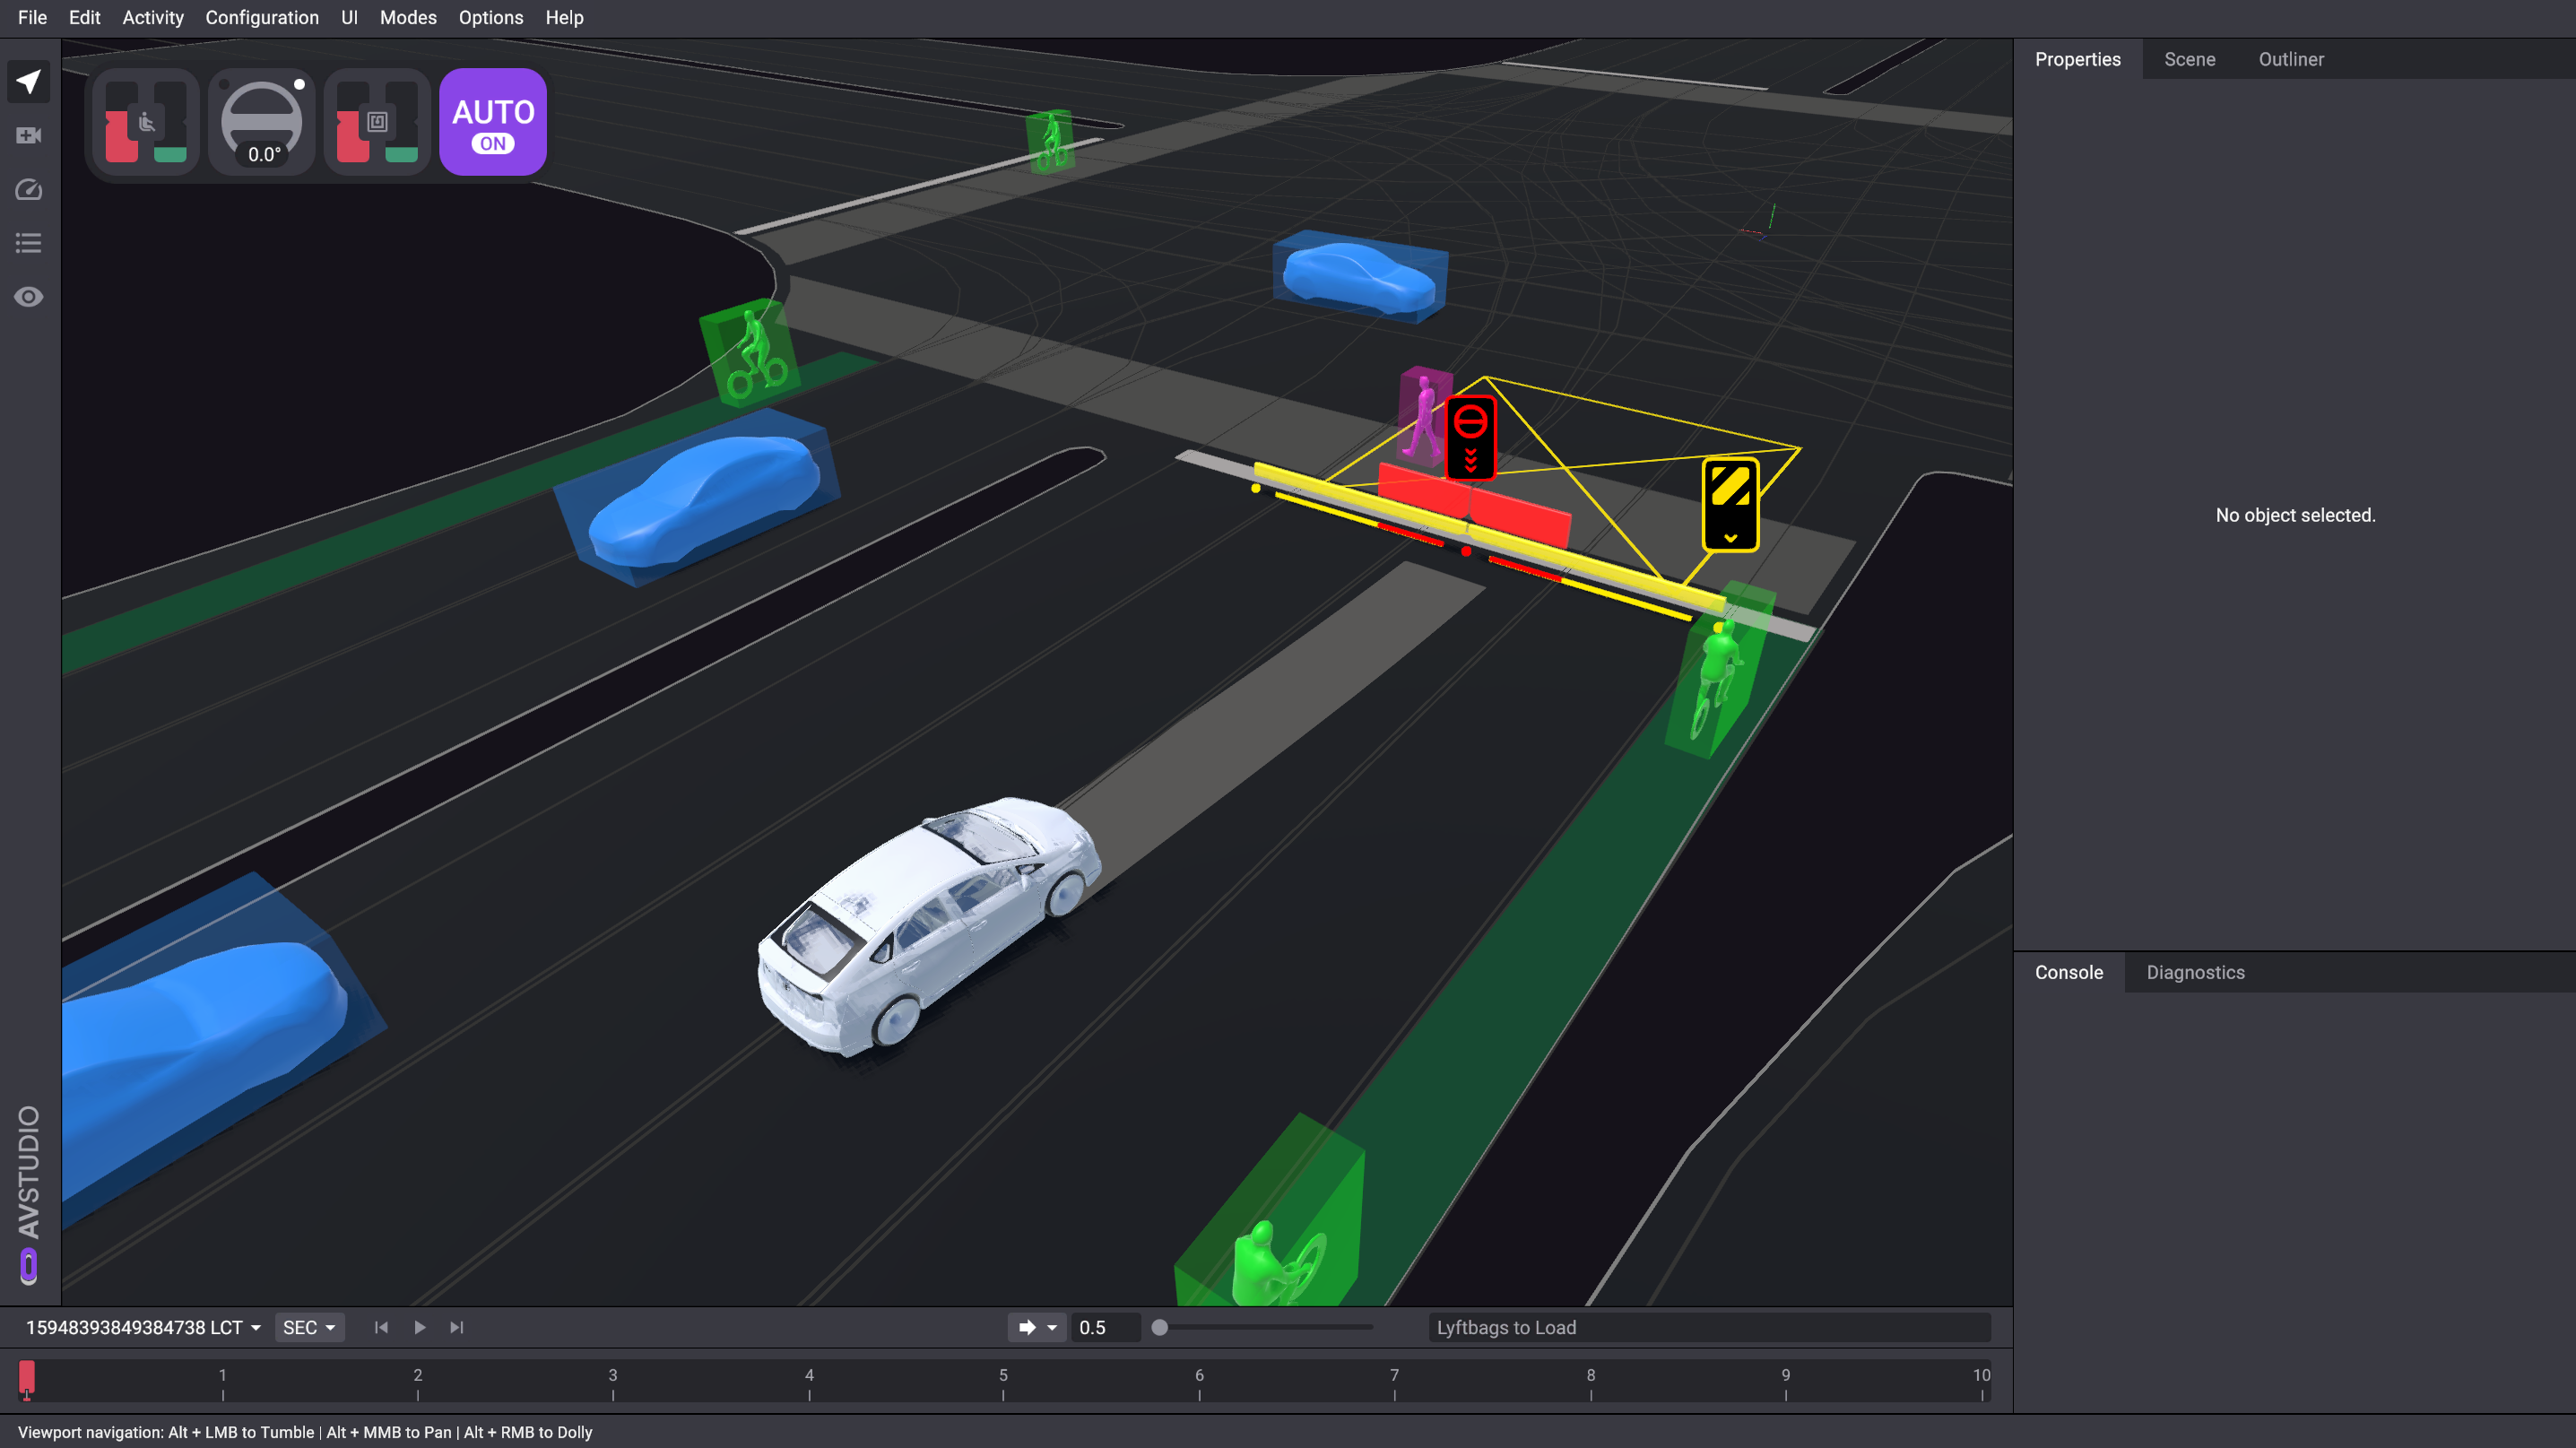 File Edit Activity Configuration UI Modes Options Help
Properties Scene Outliner
0.0°
AUTO
ON
No object selected.
Console Diagnostics
AVSTUDIO
15948393849384738 LCT SEC 0.5 Lyftbags to Load
1 2 3 4 5 6 7 8 9 10
Viewport navigation: Alt + LMB to Tumble | Alt + MMB to Pan | Alt + RMB to Dolly